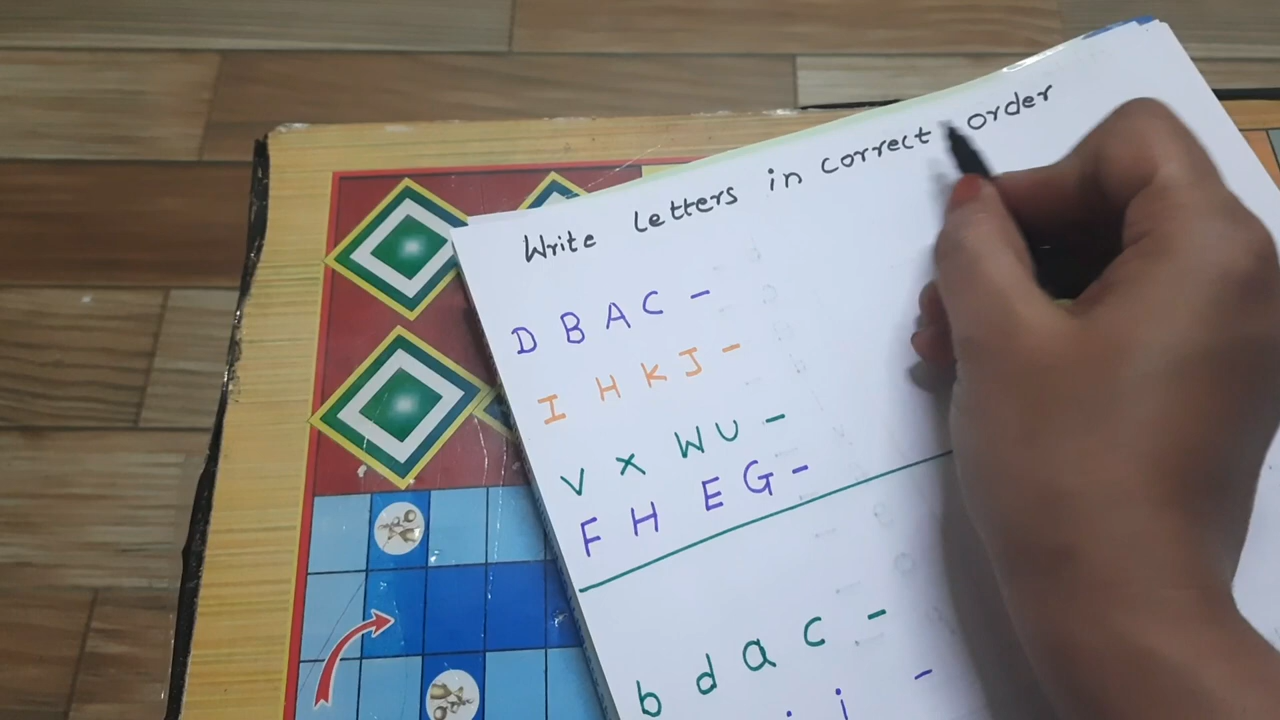 Write letters in correct order
D B A C -
I H K J -
V X W U -
F H E G -
b d a c -